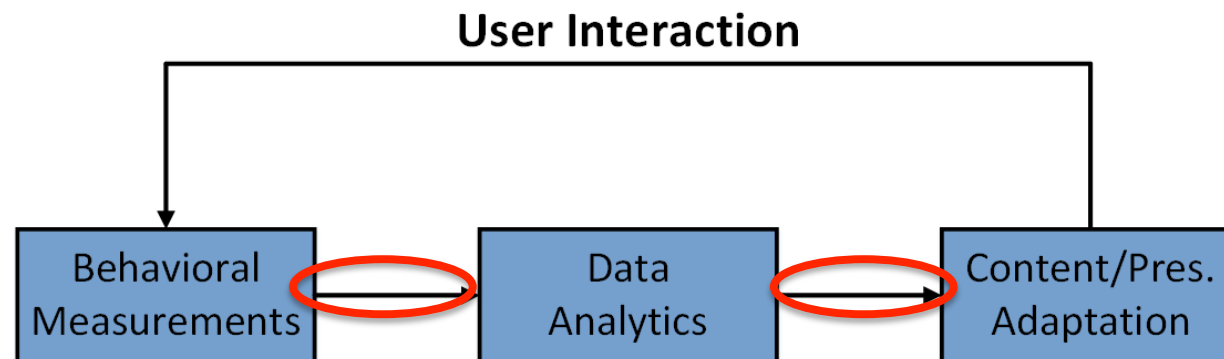 User Interaction
Behavioral
Measurements
Data
Analytics
Content/Pres.
Adaptation